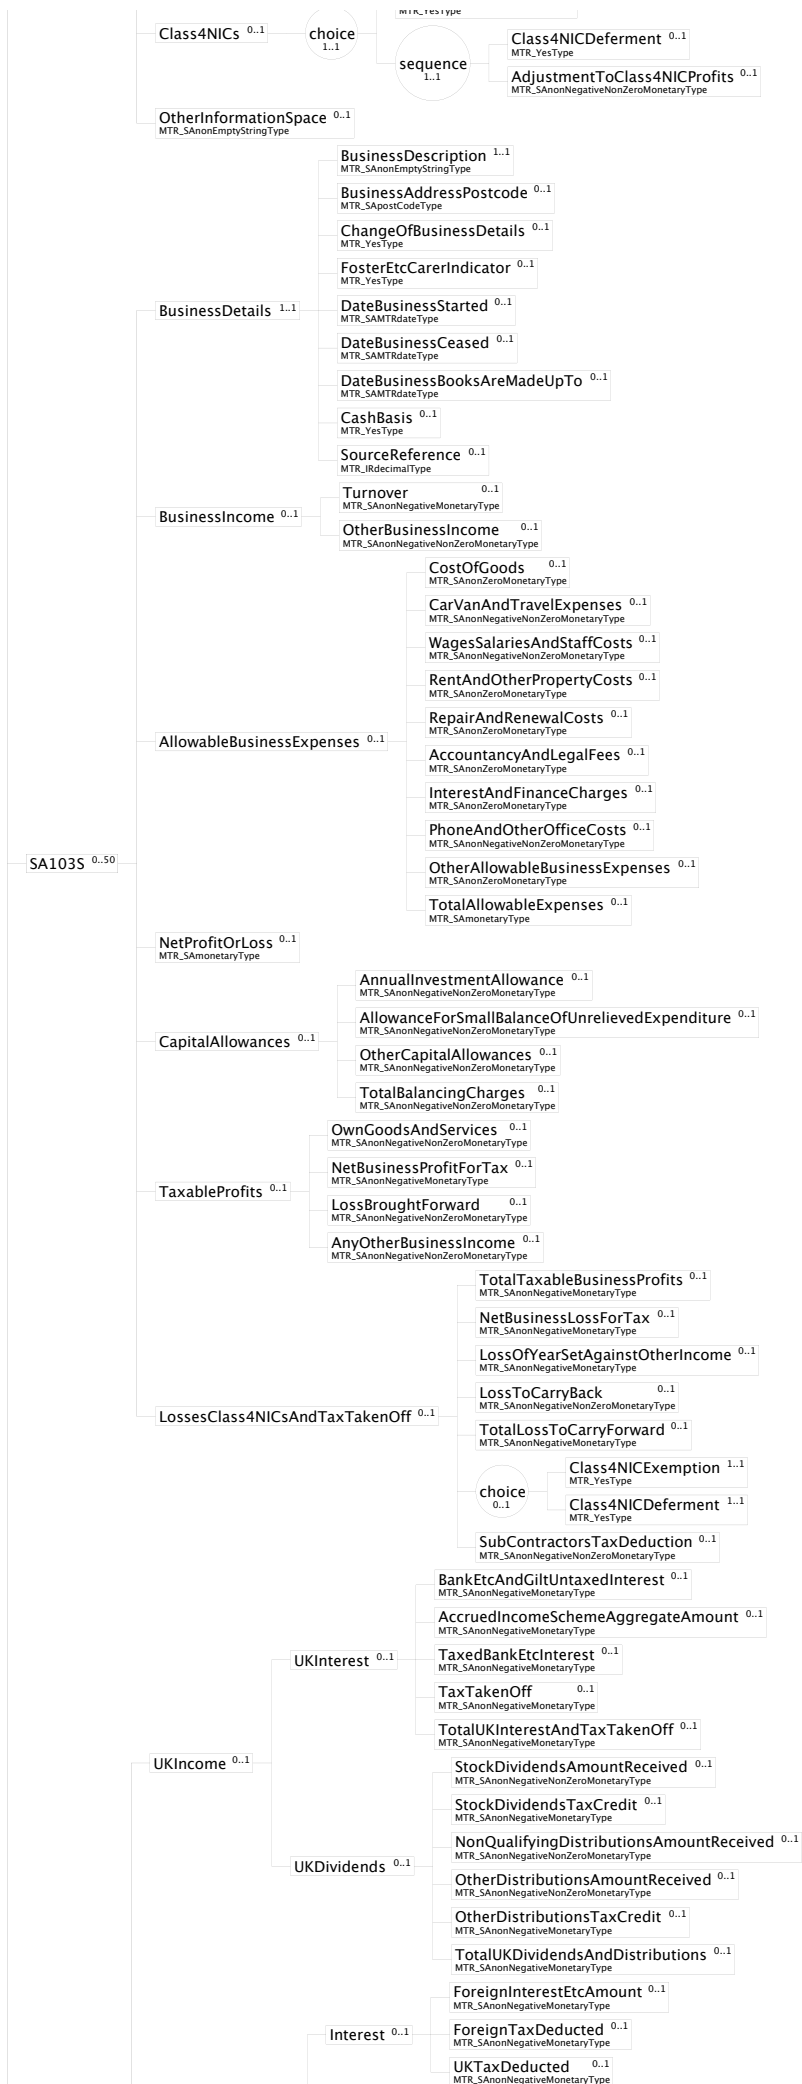 MTR_YesType
Class4NICs 0..1
choice
1..1
Class4NICDeferment 0..1
MTR_YesType
sequence
1..1
AdjustmentToClass4NICProfits 0..1
MTR_SAnonNegativeNonZeroMonetaryType
OtherInformationSpace 0..1
MTR_SAnonEmptyStringType
BusinessDescription 1..1
MTR_SAnonEmptyStringType
BusinessAddressPostcode 0..1
MTR_SApostCodeType
ChangeOfBusinessDetails 0..1
MTR_YesType
FosterEtcCarerIndicator 0..1
MTR_YesType
BusinessDetails 1..1
DateBusinessStarted 0..1
MTR_SAMTRdateType
DateBusinessCeased 0..1
MTR_SAMTRdateType
DateBusinessBooksAreMadeUpTo 0..1
MTR_SAMTRdateType
CashBasis 0..1
MTR_YesType
SourceReference 0..1
MTR_IRdecimalType
BusinessIncome 0..1
Turnover 0..1
MTR_SAnonNegativeMonetaryType
OtherBusinessIncome 0..1
MTR_SAnonNegativeNonZeroMonetaryType
CostOfGoods 0..1
MTR_SAnonZeroMonetaryType
CarVanAndTravelExpenses 0..1
MTR_SAnonNegativeNonZeroMonetaryType
WagesSalariesAndStaffCosts 0..1
MTR_SAnonNegativeNonZeroMonetaryType
RentAndOtherPropertyCosts 0..1
MTR_SAnonZeroMonetaryType
RepairAndRenewalCosts 0..1
MTR_SAnonZeroMonetaryType
AllowableBusinessExpenses 0..1
AccountancyAndLegalFees 0..1
MTR_SAnonZeroMonetaryType
InterestAndFinanceCharges 0..1
MTR_SAnonZeroMonetaryType
PhoneAndOtherOfficeCosts 0..1
MTR_SAnonNegativeNonZeroMonetaryType
OtherAllowableBusinessExpenses 0..1
MTR_SAnonZeroMonetaryType
SA103S 0..50
TotalAllowableExpenses 0..1
MTR_SAmonetaryType
NetProfitOrLoss 0..1
MTR_SAmonetaryType
AnnualInvestmentAllowance 0..1
MTR_SAnonNegativeNonZeroMonetaryType
AllowanceForSmallBalanceOfUnrelievedExpenditure 0..1
MTR_SAnonNegativeNonZeroMonetaryType
CapitalAllowances 0..1
OtherCapitalAllowances 0..1
MTR_SAnonNegativeNonZeroMonetaryType
TotalBalancingCharges 0..1
MTR_SAnonNegativeNonZeroMonetaryType
OwnGoodsAndServices 0..1
MTR_SAnonNegativeNonZeroMonetaryType
NetBusinessProfitForTax 0..1
MTR_SAnonNegativeMonetaryType
TaxableProfits 0..1
LossBroughtForward 0..1
MTR_SAnonNegativeNonZeroMonetaryType
AnyOtherBusinessIncome 0..1
MTR_SAnonNegativeNonZeroMonetaryType
TotalTaxableBusinessProfits 0..1
MTR_SAnonNegativeMonetaryType
NetBusinessLossForTax 0..1
MTR_SAnonNegativeMonetaryType
LossOfYearSetAgainstOtherIncome 0..1
MTR_SAnonNegativeMonetaryType
LossToCarryBack 0..1
MTR_SAnonNegativeNonZeroMonetaryType
LossesClass4NICsAndTaxTakenOff 0..1
TotalLossToCarryForward 0..1
MTR_SAnonNegativeMonetaryType
Class4NICExemption 1..1
MTR_YesType
choice
0..1
Class4NICDeferment 1..1
MTR_YesType
SubContractorsTaxDeduction 0..1
MTR_SAnonNegativeNonZeroMonetaryType
BankEtcAndGiltUntaxedInterest 0..1
MTR_SAnonNegativeMonetaryType
AccruedIncomeSchemeAggregateAmount 0..1
MTR_SAnonNegativeMonetaryType
UKInterest 0..1
TaxedBankEtcInterest 0..1
MTR_SAnonNegativeMonetaryType
TaxTakenOff 0..1
MTR_SAnonNegativeMonetaryType
TotalUKInterestAndTaxTakenOff 0..1
MTR_SAnonNegativeMonetaryType
UKIncome 0..1
StockDividendsAmountReceived 0..1
MTR_SAnonNegativeNonZeroMonetaryType
StockDividendsTaxCredit 0..1
MTR_SAnonNegativeMonetaryType
NonQualifyingDistributionsAmountReceived 0..1
MTR_SAnonNegativeNonZeroMonetaryType
UKDividends 0..1
OtherDistributionsAmountReceived 0..1
MTR_SAnonNegativeNonZeroMonetaryType
OtherDistributionsTaxCredit 0..1
MTR_SAnonNegativeMonetaryType
TotalUKDividendsAndDistributions 0..1
MTR_SAnonNegativeMonetaryType
ForeignInterestEtcAmount 0..1
MTR_SAnonNegativeMonetaryType
Interest 0..1
ForeignTaxDeducted 0..1
MTR_SAnonNegativeMonetaryType
UKTaxDeducted 0..1
MTR_SAnonNegativeMonetaryType